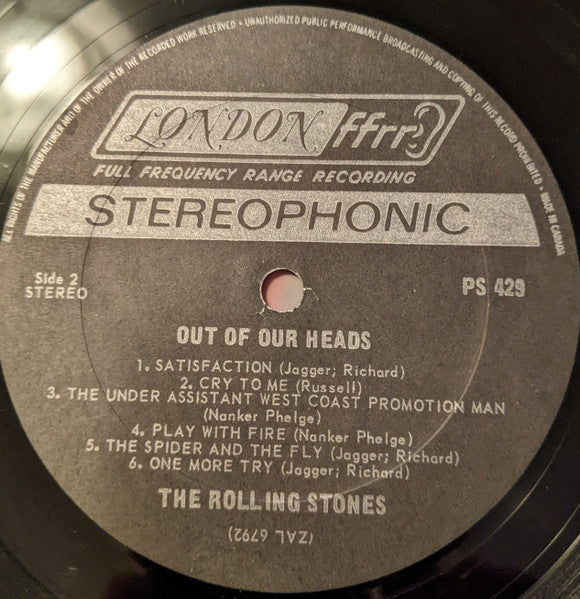 ALL RIGHTS OF THE MANUFACTURER AND OF THE OWNER OF THE RECORDED WORK RESERVED • UNAUTHORIZED PUBLIC PERFORMANCE BROADCASTING AND COPYING OF THIS RECORD PROHIBITED • MADE IN CANADA
LONDON ffrr
FULL FREQUENCY RANGE RECORDING
STEREOPHONIC
Side 2
STEREO
PS 429
OUT OF OUR HEADS
1. SATISFACTION (Jagger; Richard)
2. CRY TO ME (Russell)
3. THE UNDER ASSISTANT WEST COAST PROMOTION MAN
(Nanker Phelge)
4. PLAY WITH FIRE (Nanker Phelge)
5. THE SPIDER AND THE FLY (Jagger; Richard)
6. ONE MORE TRY (Jagger; Richard)
THE ROLLING STONES
(ZAL 6792)